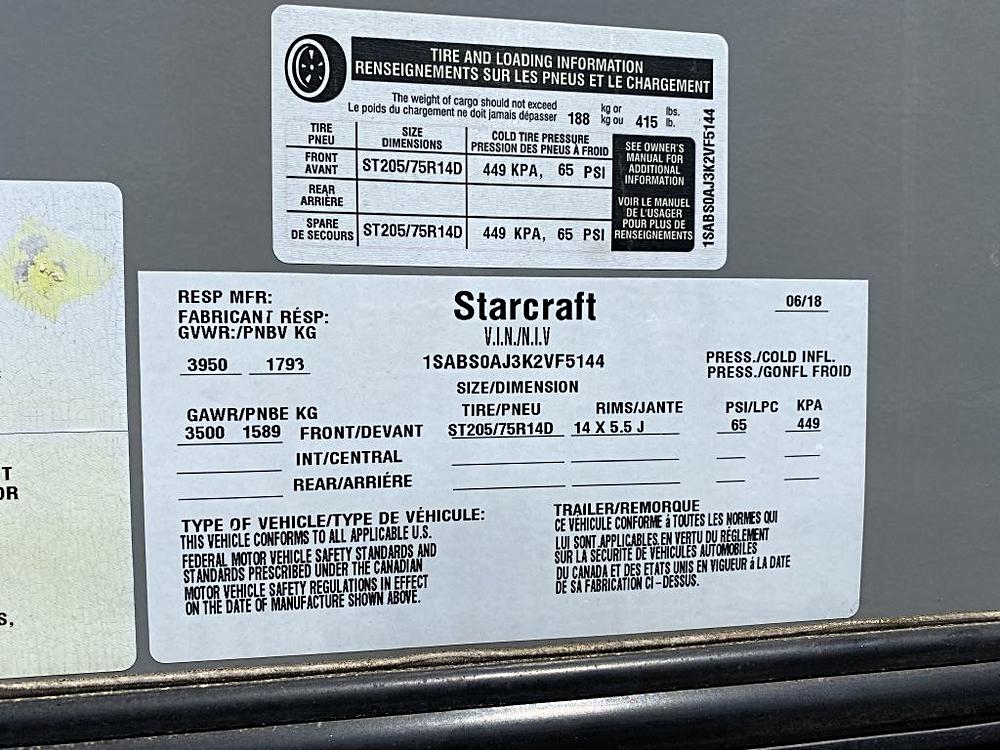 TIRE AND LOADING INFORMATION
RENSEIGNEMENTS SUR LES PNEUS ET LE CHARGEMENT
The weight of cargo should not exceed kg or lbs.
Le poids du chargement ne doit jamais dépasser 188 kg ou 415 lb.
TIRE PNEU SIZE DIMENSIONS COLD TIRE PRESSURE PRESSION DES PNEUS À FROID
FRONT AVANT ST205/75R14D 449 KPA, 65 PSI
REAR ARRIÈRE
SPARE DE SECOURS ST205/75R14D 449 KPA, 65 PSI
SEE OWNER'S
MANUAL FOR
ADDITIONAL
INFORMATION
VOIR LE MANUEL
DE L'USAGER
POUR PLUS DE
RENSEIGNEMENTS
1SABS0AJ3K2VF5144
RESP MFR: Starcraft 06/18
FABRICANT RÉSP:
GVWR:/PNBV KG V.I.N./N.I.V
3950 1793 1SABS0AJ3K2VF5144 PRESS./COLD INFL.
PRESS./GONFL FROID
SIZE/DIMENSION
GAWR/PNBE KG TIRE/PNEU RIMS/JANTE PSI/LPC KPA
3500 1589 FRONT/DEVANT ST205/75R14D 14 X 5.5 J 65 449
INT/CENTRAL
REAR/ARRIÉRE
TYPE OF VEHICLE/TYPE DE VÉHICULE: TRAILER/REMORQUE
THIS VEHICLE CONFORMS TO ALL APPLICABLE U.S.
FEDERAL MOTOR VEHICLE SAFETY STANDARDS AND
STANDARDS PRESCRIBED UNDER THE CANADIAN
MOTOR VEHICLE SAFETY REGULATIONS IN EFFECT
ON THE DATE OF MANUFACTURE SHOWN ABOVE.
CE VÉHICULE CONFORME á TOUTES LES NORMES QUI
LUI SONT APPLICABLES EN VERTU DU RÉGLEMENT
SUR LA SECURITE DE VÉHICULES AUTOMOBILES
DU CANADA ET DES ETATS UNIS EN VIGUEUR á LA DATE
DE SA FABRICATION CI-DESSUS.